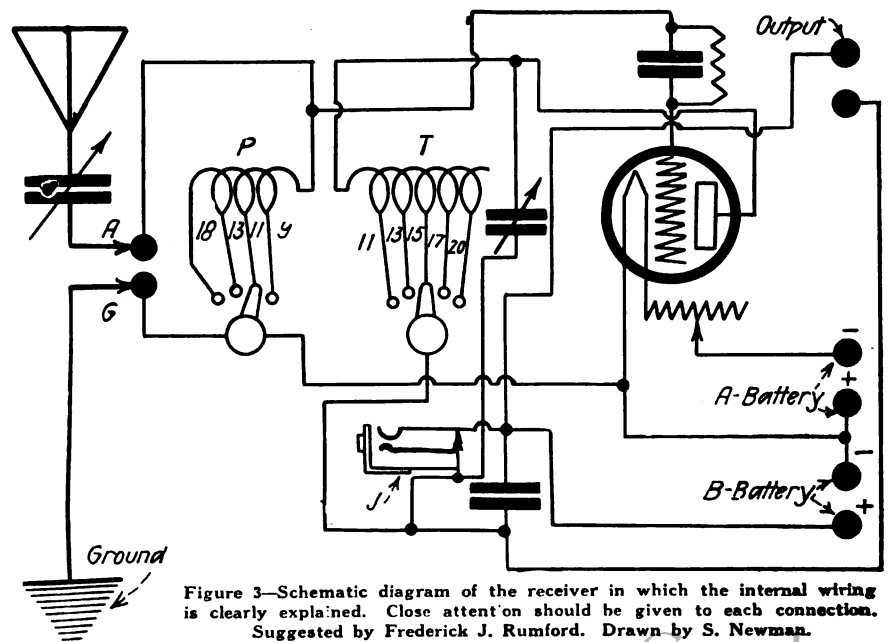 Output
P
T
A
G
18 13 11 9
11 13 15 17 20
-
A-Battery
+
-
B-Battery
+
J
Ground
Figure 3—Schematic diagram of the receiver in which the internal wiring
is clearly explained. Close attent'on should be given to each connection.
Suggested by Frederick J. Rumford. Drawn by S. Newman.